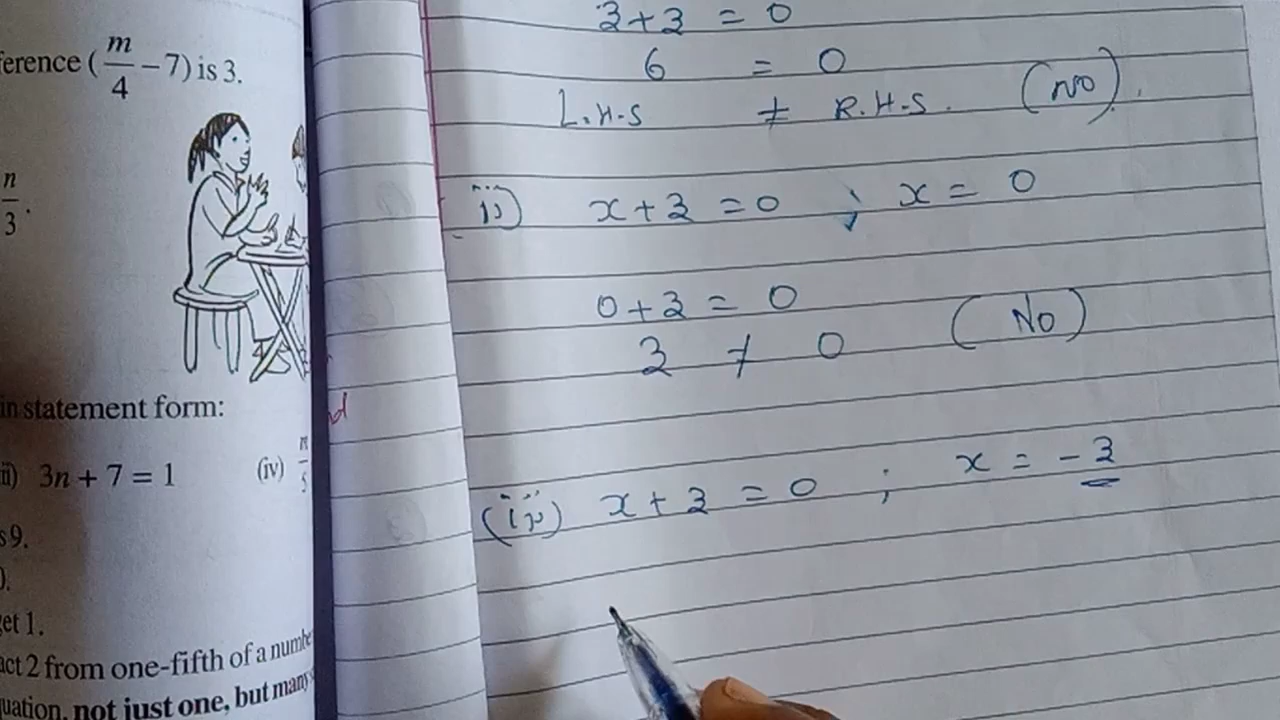 ference (m/4 − 7) is 3.
n/3.
in statement form:
3n + 7 = 1 (iv)
s 9.
get 1.
act 2 from one-fifth of a numbe
quation, not just one, but many
3+3 = 0
6 = 0
L.H.S ≠ R.H.S. (No).
ii) x+3 = 0 ; x = 0
0+3 = 0
3 ≠ 0 (No)
(iii) x+3 = 0 ; x = -3